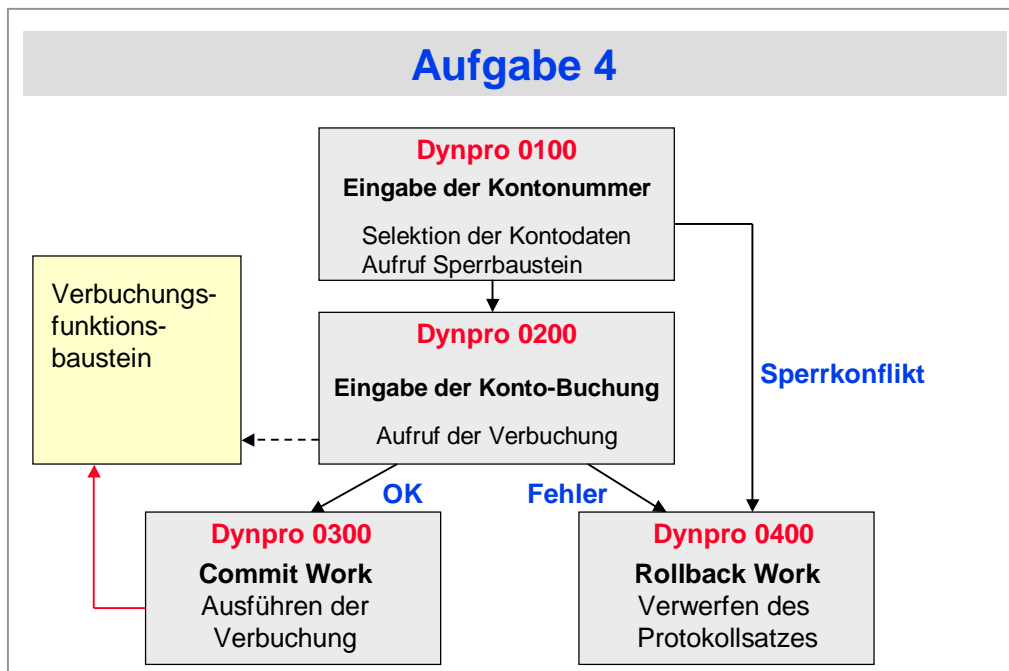 Aufgabe 4
Dynpro 0100
Eingabe der Kontonummer
Selektion der Kontodaten
Aufruf Sperrbaustein
Verbuchungs-
funktions-
baustein
Dynpro 0200
Eingabe der Konto-Buchung
Aufruf der Verbuchung
Sperrkonflikt
OK
Fehler
Dynpro 0300
Commit Work
Ausführen der
Verbuchung
Dynpro 0400
Rollback Work
Verwerfen des
Protokollsatzes